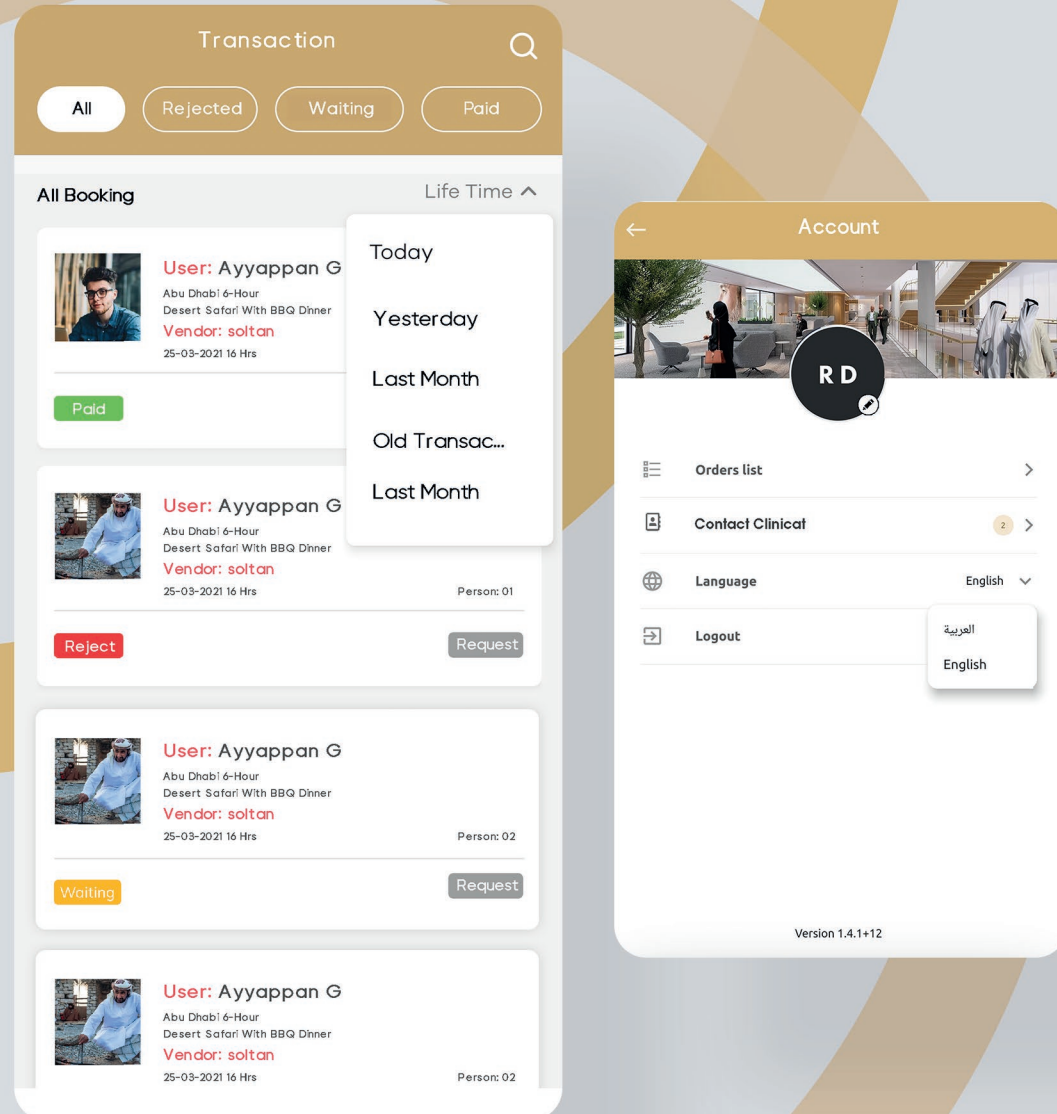 Transaction
All
Rejected
Waiting
Paid
All Booking
Life Time
Today
Yesterday
Last Month
Old Transac...
Last Month
User: Ayyappan G
Abu Dhabi 6-Hour
Desert Safari With BBQ Dinner
Vendor: soltan
25-03-2021 16 Hrs
Paid
User: Ayyappan G
Abu Dhabi 6-Hour
Desert Safari With BBQ Dinner
Vendor: soltan
25-03-2021 16 Hrs
Person: 01
Reject
Request
User: Ayyappan G
Abu Dhabi 6-Hour
Desert Safari With BBQ Dinner
Vendor: soltan
25-03-2021 16 Hrs
Person: 02
Waiting
Request
User: Ayyappan G
Abu Dhabi 6-Hour
Desert Safari With BBQ Dinner
Vendor: soltan
25-03-2021 16 Hrs
Person: 02
Account
RD
Orders list
Contact Clinicat
2
Language
English
العربية
English
Logout
Version 1.4.1+12